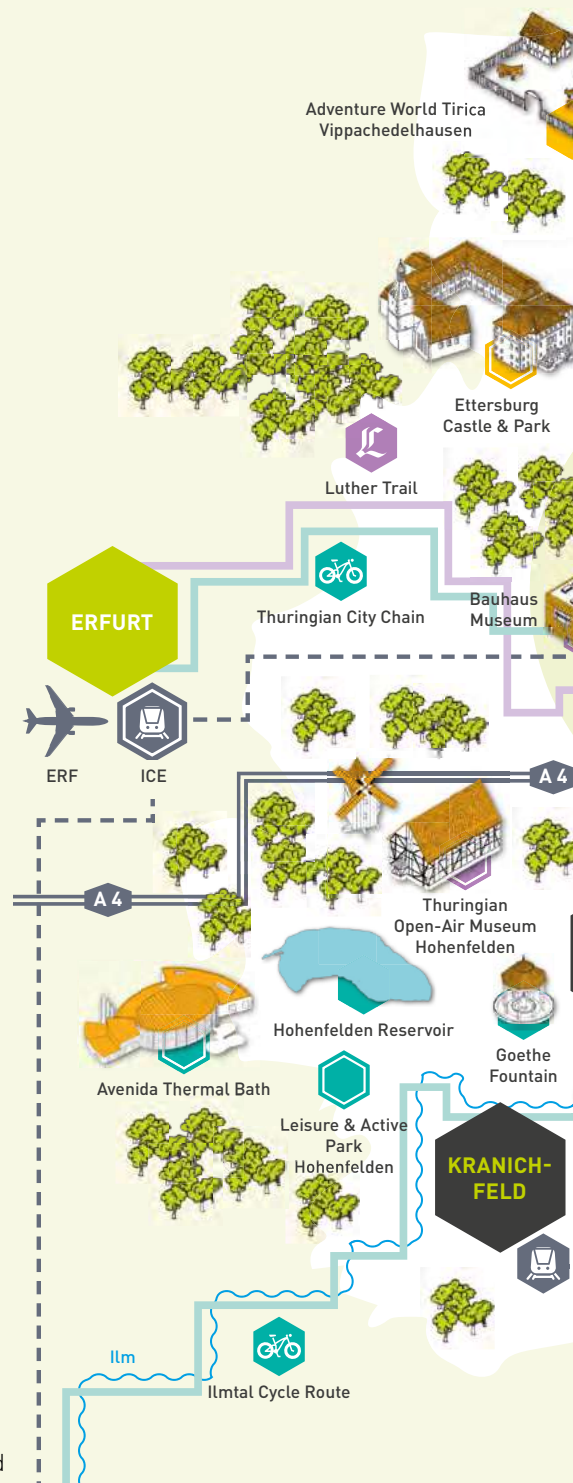 Adventure World Tirica
Vippachedelhausen
Ettersburg
Castle & Park
L
Luther Trail
ERFURT
Thuringian City Chain
Bauhaus
Museum
ERF
ICE
A 4
A 4
Thuringian
Open-Air Museum
Hohenfelden
Hohenfelden Reservoir
Goethe
Fountain
Avenida Thermal Bath
Leisure & Active
Park
Hohenfelden
KRANICH-
FELD
Ilm
Ilmtal Cycle Route